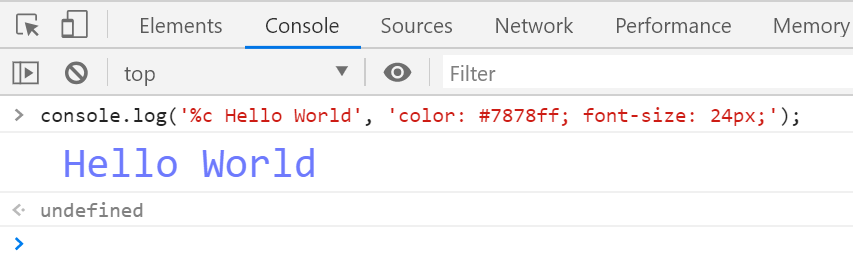 Elements Console Sources Network Performance Memory
top Filter
> console.log('%c Hello World', 'color: #7878ff; font-size: 24px;');
Hello World
undefined
>